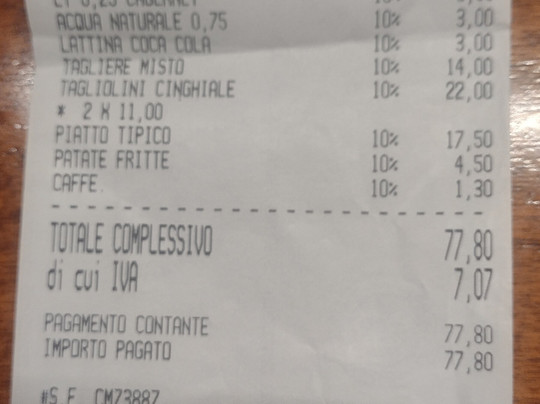 ACQUA NATURALE 0,75 10% 3,00
LATTINA COCA COLA 10% 3,00
TAGLIERE MISTO 10% 14,00
TAGLIOLINI CINGHIALE 10% 22,00
* 2 X 11,00
PIATTO TIPICO 10% 17,50
PATATE FRITTE 10% 4,50
CAFFE. 10% 1,30
TOTALE COMPLESSIVO 77,80
di cui IVA 7,07
PAGAMENTO CONTANTE 77,80
IMPORTO PAGATO 77,80